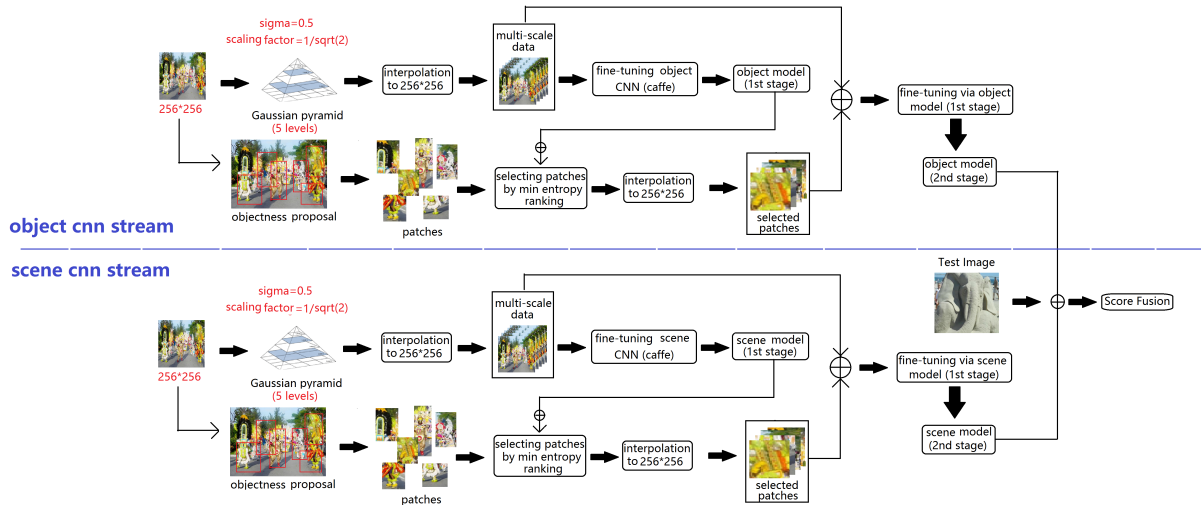 sigma=0.5
scaling factor=1/sqrt(2)
256*256
Gaussian pyramid
(5 levels)
interpolation
to 256*256
multi-scale
data
fine-tuning object
CNN (caffe)
object model
(1st stage)
fine-tuning via object
model (1st stage)
object model
(2nd stage)
objectness proposal
patches
selecting patches
by min entropy
ranking
interpolation
to 256*256
selected
patches
object cnn stream
scene cnn stream
sigma=0.5
scaling factor=1/sqrt(2)
256*256
Gaussian pyramid
(5 levels)
interpolation
to 256*256
multi-scale
data
fine-tuning scene
CNN (caffe)
scene model
(1st stage)
fine-tuning via scene
model (1st stage)
scene model
(2nd stage)
objectness proposal
patches
selecting patches
by min entropy
ranking
interpolation
to 256*256
selected
patches
Test Image
Score Fusion